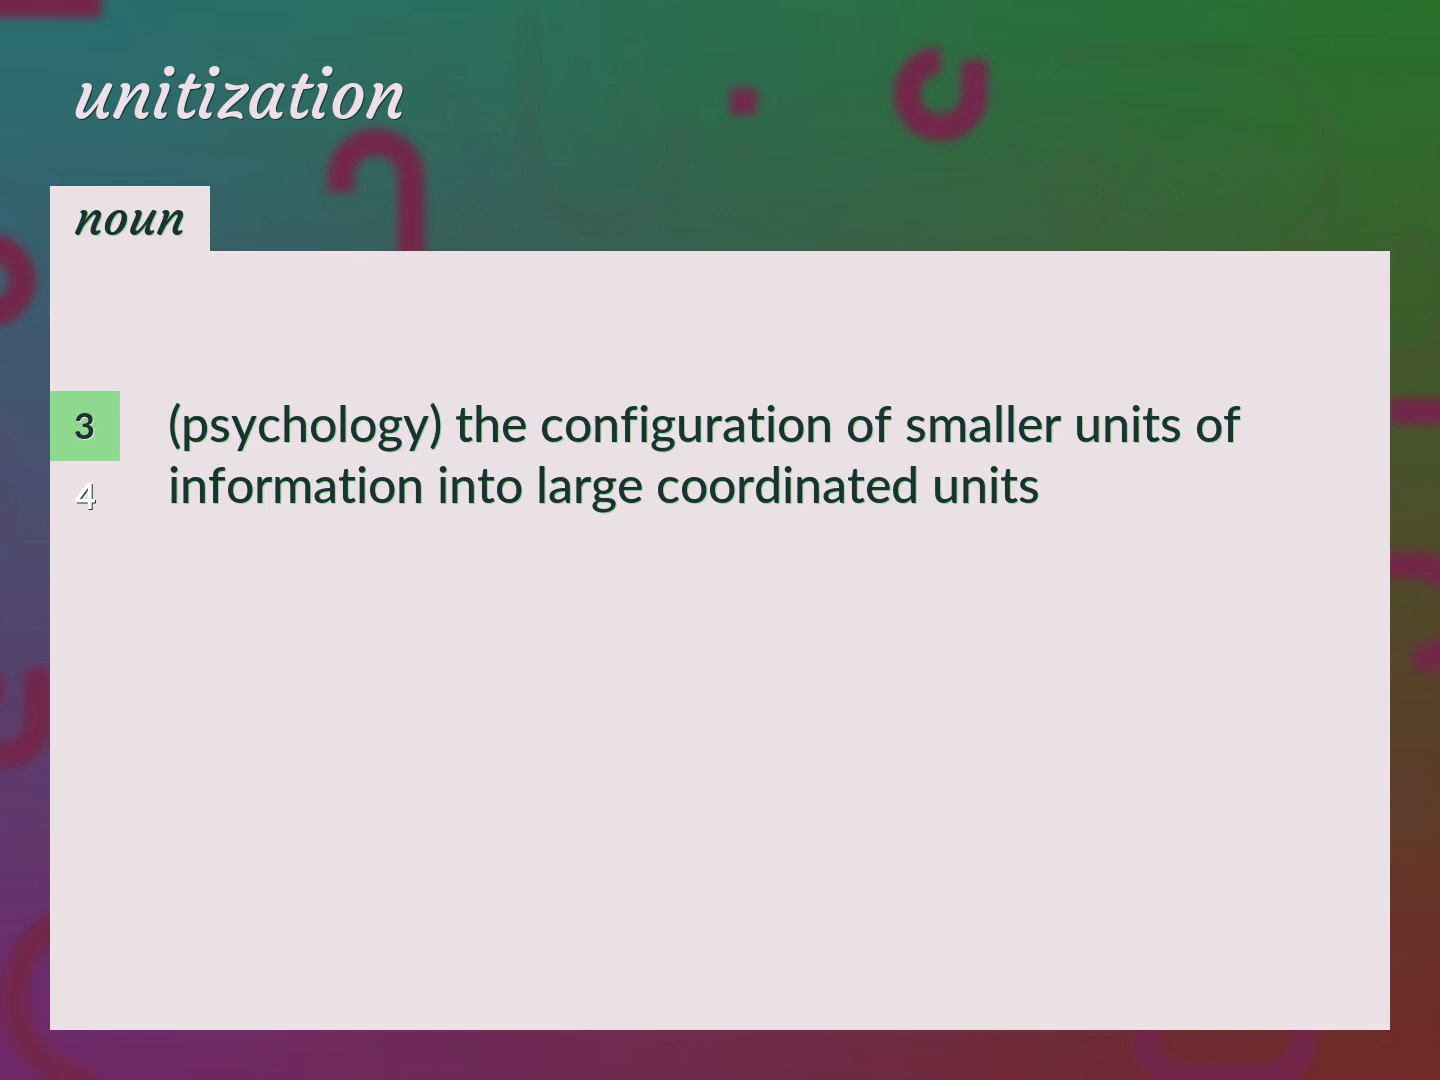 unitization
noun
3 (psychology) the configuration of smaller units of
4 information into large coordinated units